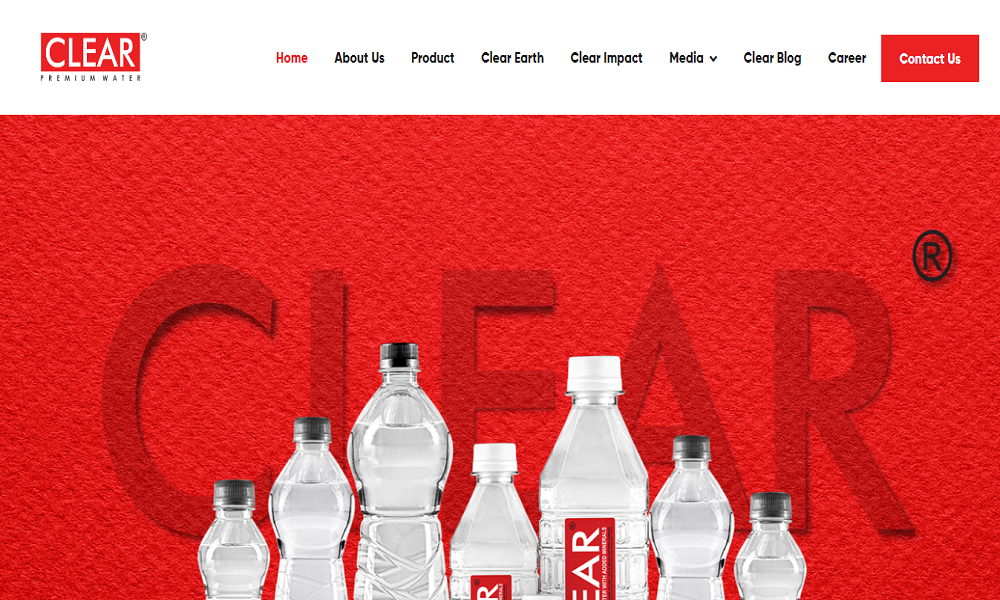 CLEAR®
PREMIUM WATER
Home About Us Product Clear Earth Clear Impact Media Clear Blog Career Contact Us
CLEAR®
EAR®
TER WITH ADDED MINERALS
R®